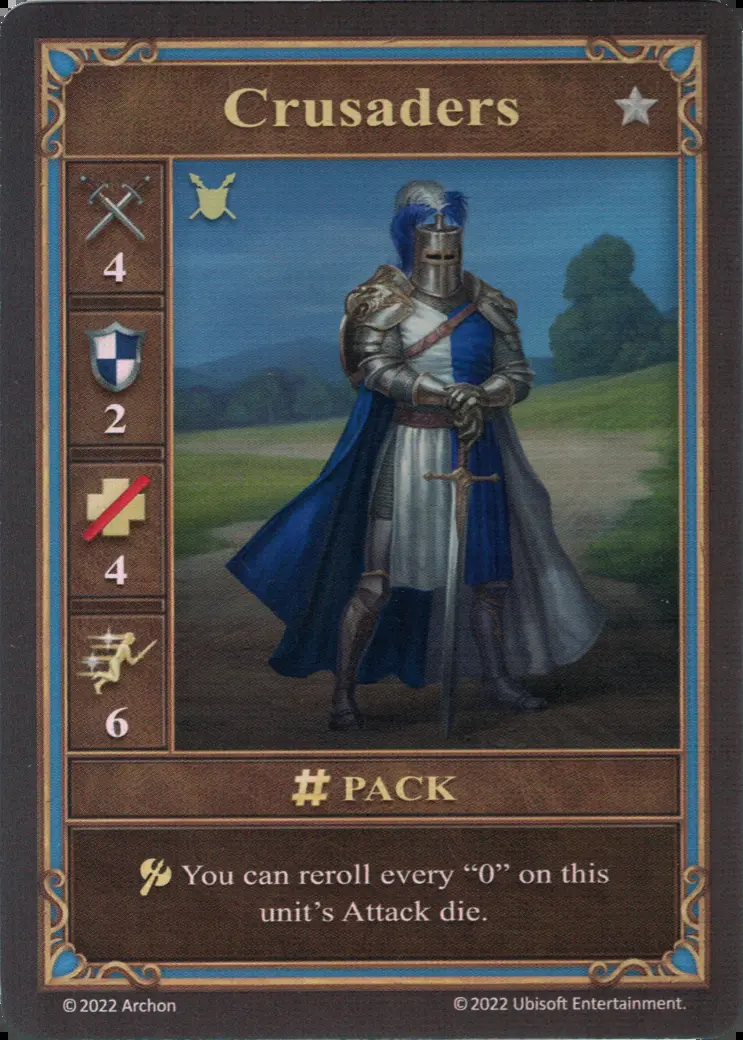 Crusaders
4
2
4
6
# PACK
You can reroll every “0” on this
unit’s Attack die.
© 2022 Archon
© 2022 Ubisoft Entertainment.